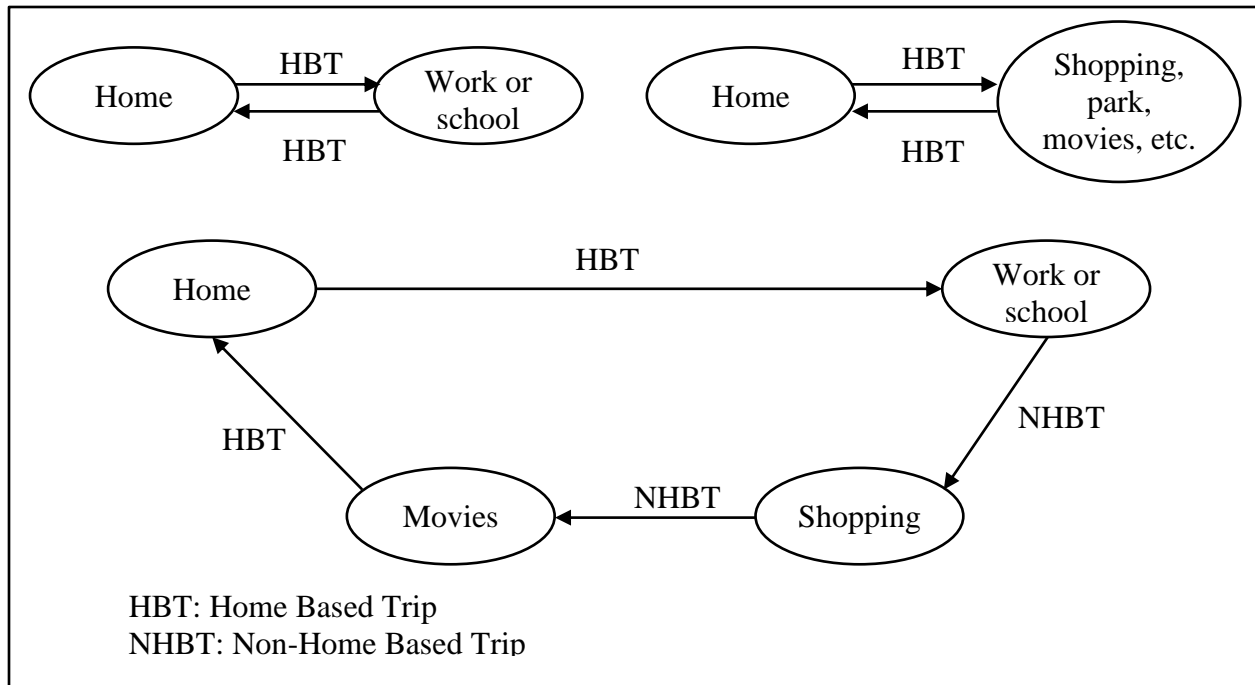 HBT
Home
Work or
school
HBT
HBT
Home
Shopping,
park,
movies, etc.
HBT
Home
HBT
Work or
school
NHBT
HBT
Movies
NHBT
Shopping
HBT: Home Based Trip
NHBT: Non-Home Based Trip